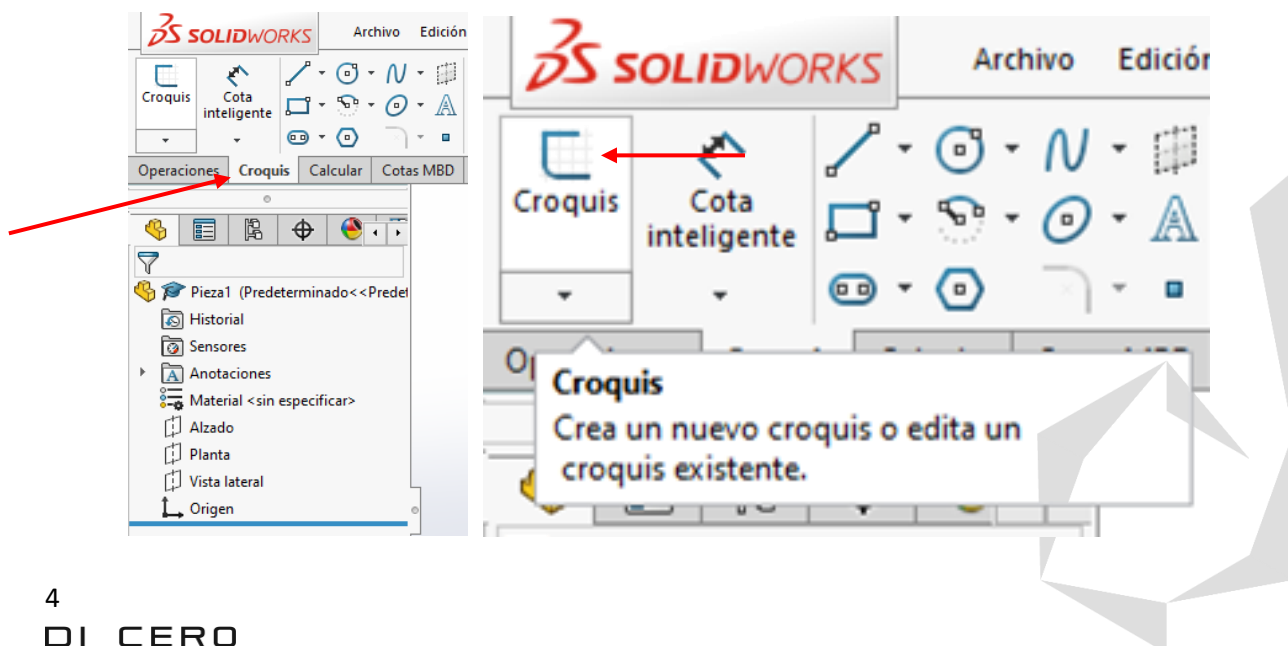 SOLIDWORKS
Archivo Edición
Croquis
Cota
inteligente
Operaciones Croquis Calcular Cotas MBD
Pieza1 (Predeterminado<<Predet
Historial
Sensores
Anotaciones
Material <sin especificar>
Alzado
Planta
Vista lateral
Origen
SOLIDWORKS
Archivo Edición
Croquis
Cota
inteligente
Croquis
Crea un nuevo croquis o edita un
croquis existente.
4
DI CERO